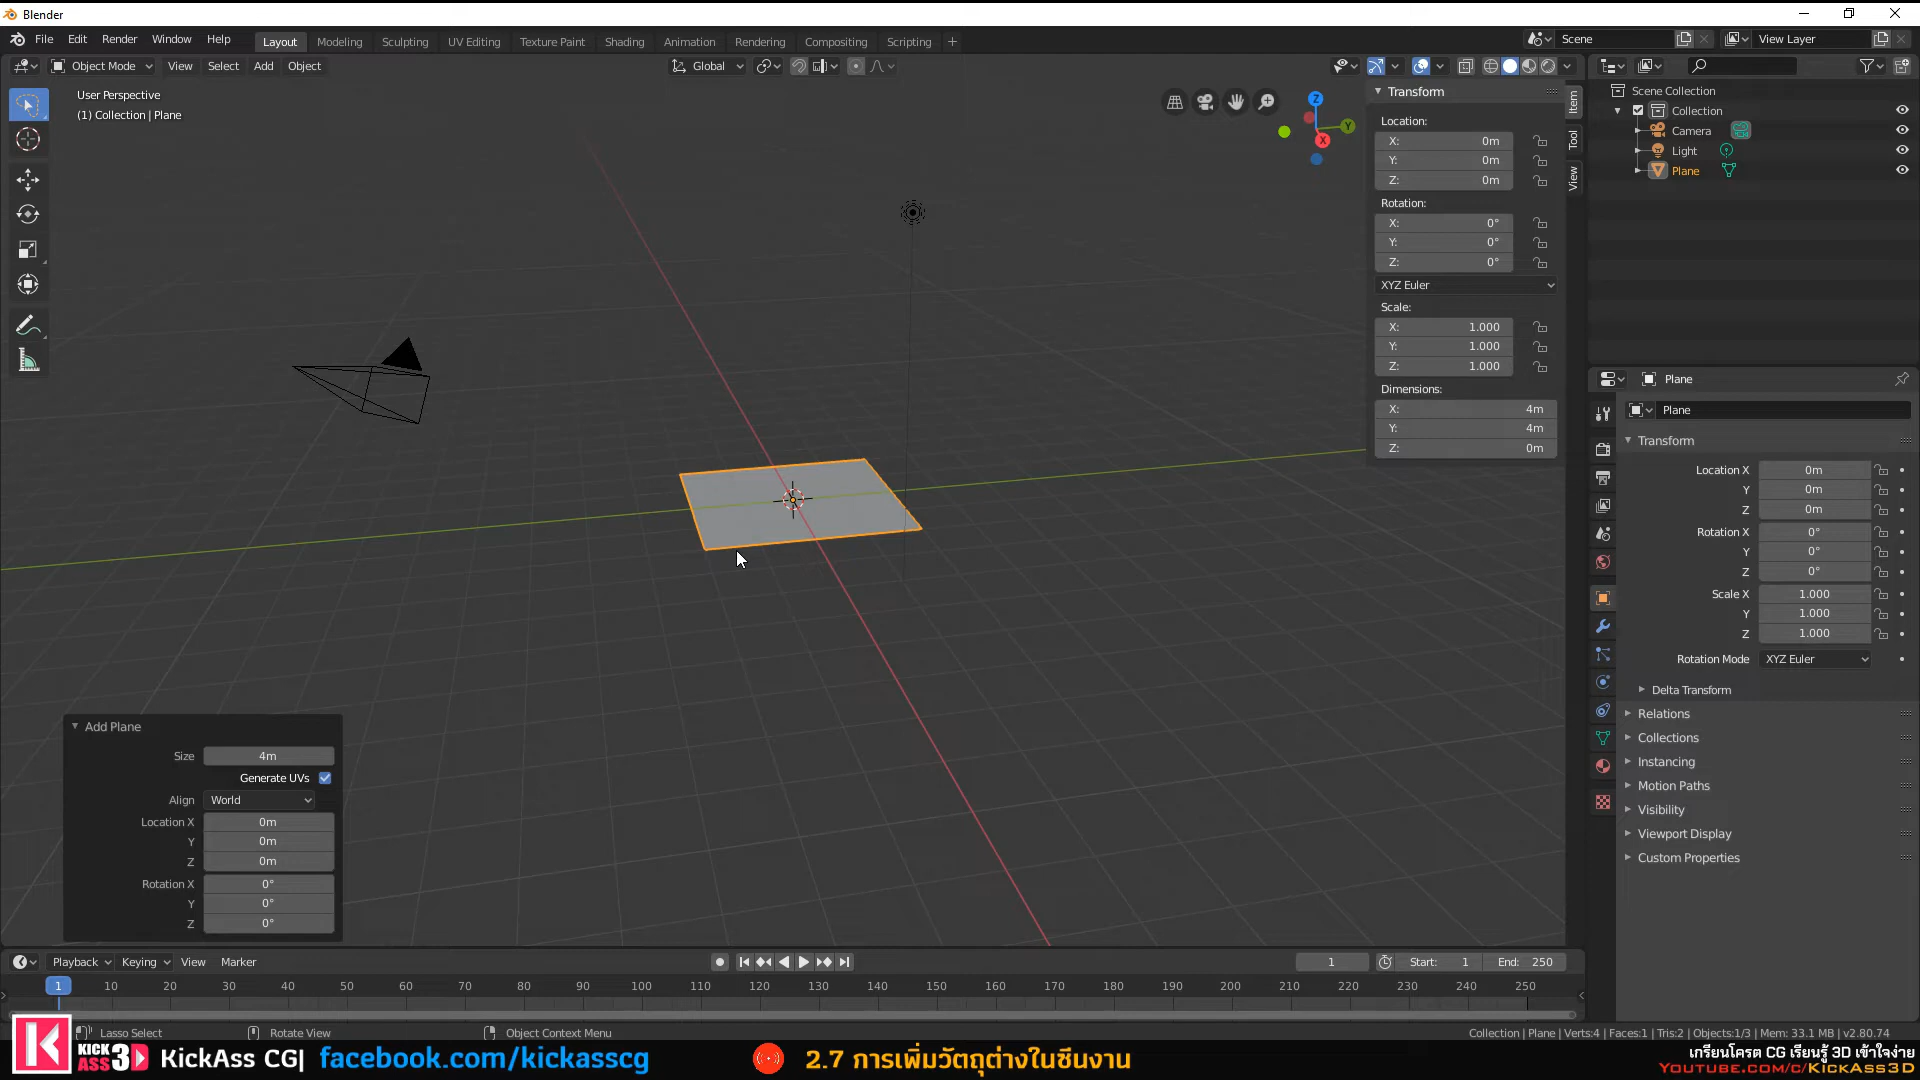 Blender
File Edit Render Window Help Layout Modeling Sculpting UV Editing Texture Paint Shading Animation Rendering Compositing Scripting + Scene View Layer
Object Mode View Select Add Object Global
User Perspective
(1) Collection | Plane
Z
Y
X
Transform
Location:
X: 0m
Y: 0m
Z: 0m
Rotation:
X: 0°
Y: 0°
Z: 0°
XYZ Euler
Scale:
X: 1.000
Y: 1.000
Z: 1.000
Dimensions:
X: 4m
Y: 4m
Z: 0m
Item
Tool
View
Scene Collection
Collection
Camera
Light
Plane
Plane
Plane
Transform
Location X 0m
Y 0m
Z 0m
Rotation X 0°
Y 0°
Z 0°
Scale X 1.000
Y 1.000
Z 1.000
Rotation Mode XYZ Euler
Delta Transform
Relations
Collections
Instancing
Motion Paths
Visibility
Viewport Display
Custom Properties
Add Plane
Size 4m
Generate UVs
Align World
Location X 0m
Y 0m
Z 0m
Rotation X 0°
Y 0°
Z 0°
Playback Keying View Marker 1 Start: 1 End: 250
1 10 20 30 40 50 60 70 80 90 100 110 120 130 140 150 160 170 180 190 200 210 220 230 240 250
Lasso Select Rotate View Object Context Menu Collection | Plane | Verts:4 | Faces:1 | Tris:2 | Objects:1/3 | Mem: 33.1 MB | v2.80.74
K KICK ASS 3D KickAss CG| facebook.com/kickasscg 2.7 การเพิ่มวัตถุต่างในซีนงาน
เกรียนโครต CG เรียนรู้ 3D เข้าใจง่าย
YouTube.com/c/KickAss3D